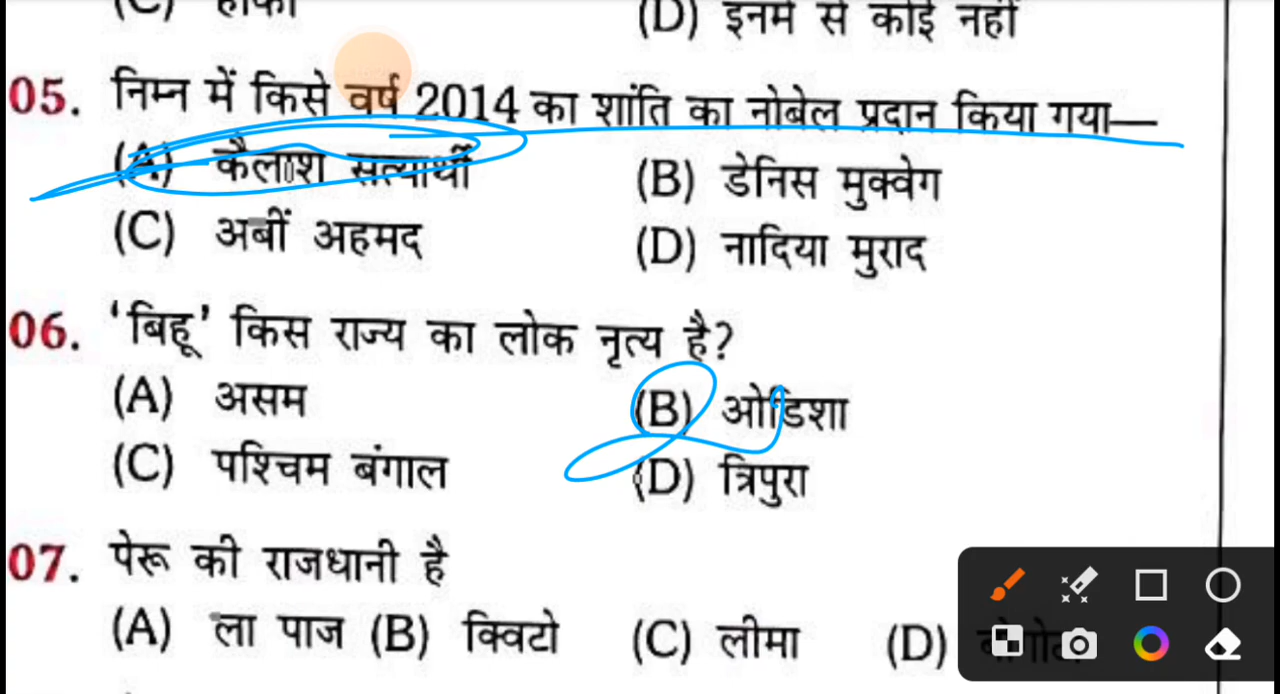 (C) हॉकी (D) इनमें से कोई नहीं
05. निम्न में किसे वर्ष 2014 का शांति का नोबेल प्रदान किया गया—
(A) कैलाश सत्यार्थी (B) डेनिस मुक्वेग
(C) अबीं अहमद (D) नादिया मुराद
06. 'बिहू' किस राज्य का लोक नृत्य है?
(A) असम (B) ओडिशा
(C) पश्चिम बंगाल (D) त्रिपुरा
07. पेरू की राजधानी है
(A) ला पाज (B) क्विटो (C) लीमा (D)